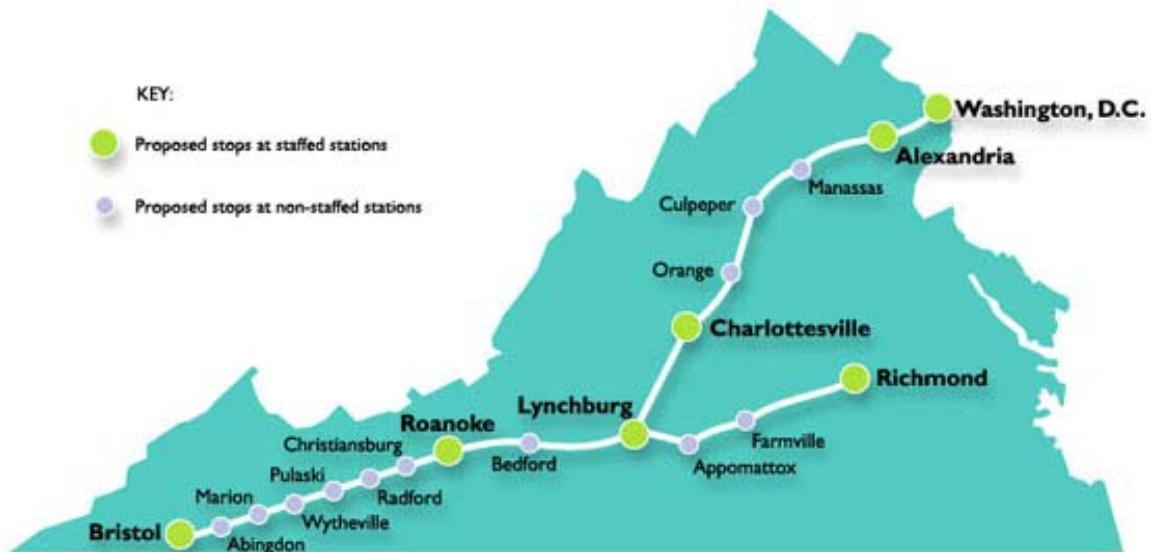 KEY:
Proposed stops at staffed stations
Proposed stops at non-staffed stations
Washington, D.C.
Alexandria
Manassas
Culpeper
Orange
Charlottesville
Richmond
Lynchburg
Farmville
Appomattox
Roanoke
Bedford
Christiansburg
Radford
Pulaski
Wytheville
Marion
Abingdon
Bristol